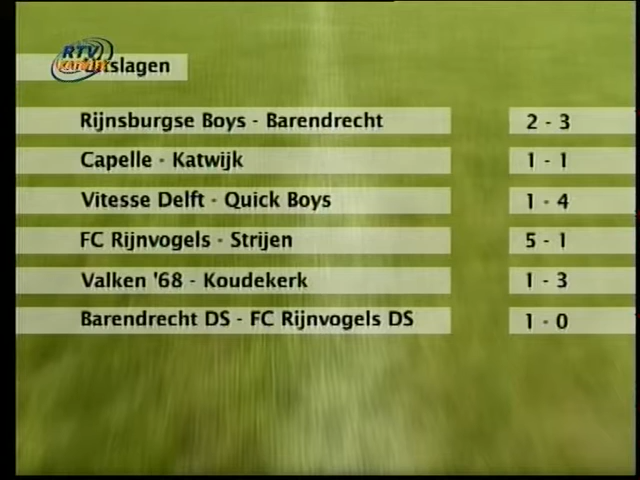 RTV
KATWIJK
Uitslagen
Rijnsburgse Boys - Barendrecht 2 - 3
Capelle - Katwijk 1 - 1
Vitesse Delft - Quick Boys 1 - 4
FC Rijnvogels - Strijen 5 - 1
Valken '68 - Koudekerk 1 - 3
Barendrecht DS - FC Rijnvogels DS 1 - 0